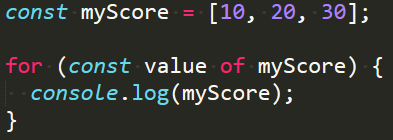 const myScore = [10, 20, 30];
for (const value of myScore) {
  console.log(myScore);
}